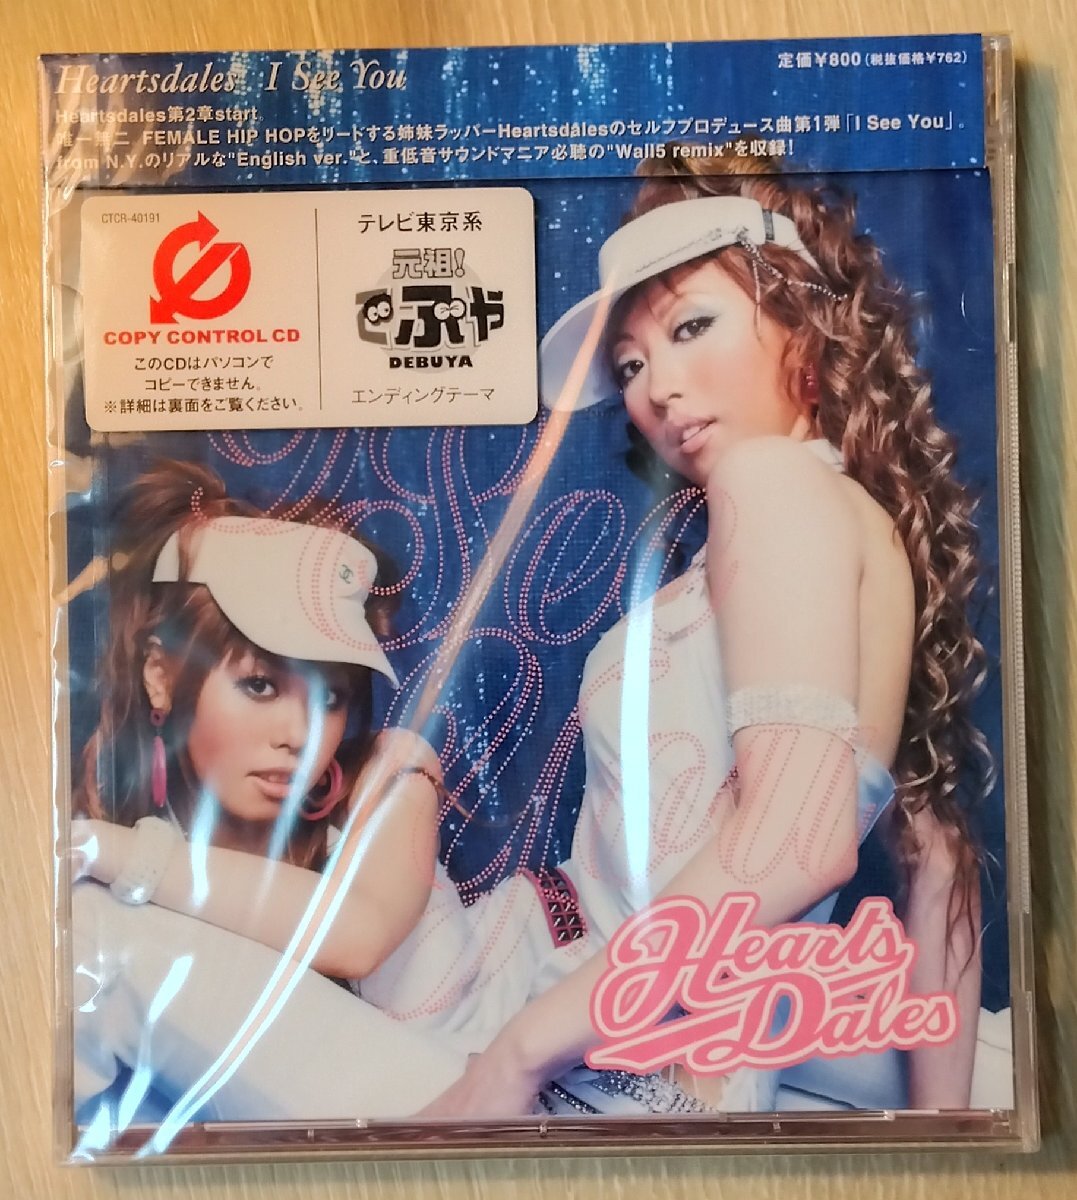 Heartsdales I See You
定価¥800(税抜価格¥762)
Heartsdales第2章start。
唯一無二 FEMALE HIP HOPをリードする姉妹ラッパーHeartsdalesのセルフプロデュース曲第1弾「I See You」。
from N.Y.のリアルな"English ver."と、重低音サウンドマニア必聴の"Wall5 remix"を収録!
CTCR-40191
COPY CONTROL CD
このCDはパソコンで
コピーできません。
※詳細は裏面をご覧ください。
テレビ東京系
元祖!
でぶや
DEBUYA
エンディングテーマ
I See
You
Hearts
Dales